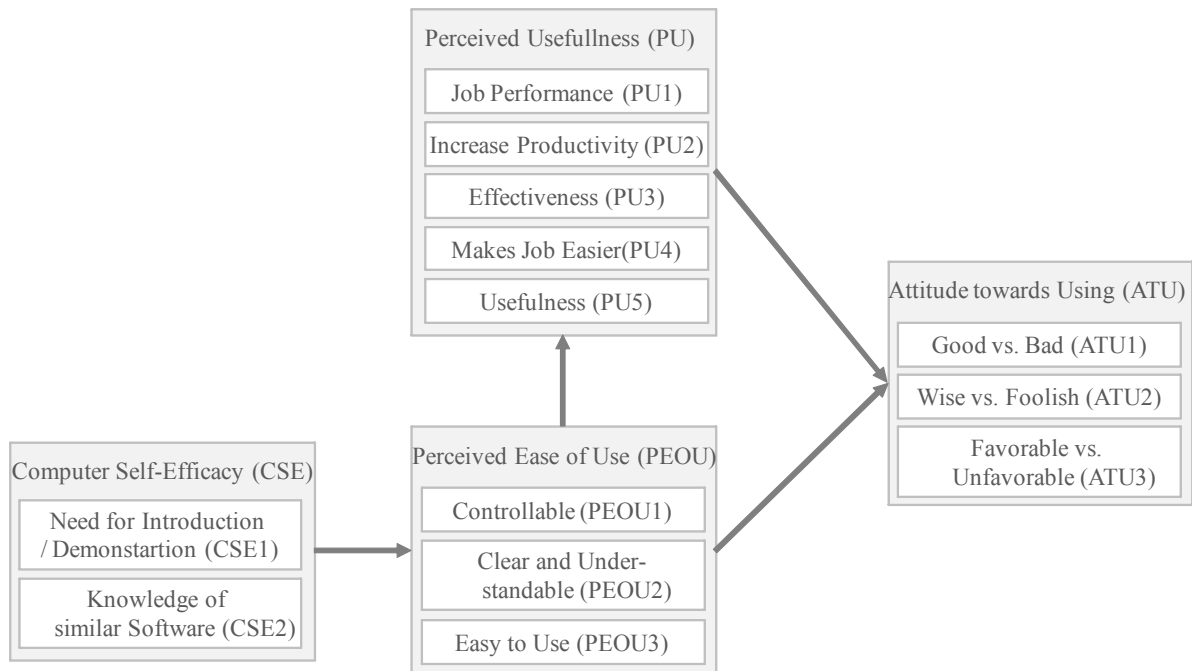 Perceived Usefullness (PU)
Job Performance (PU1)
Increase Productivity (PU2)
Effectiveness (PU3)
Makes Job Easier(PU4)
Usefulness (PU5)
Attitude towards Using (ATU)
Good vs. Bad (ATU1)
Wise vs. Foolish (ATU2)
Favorable vs.
Unfavorable (ATU3)
Computer Self-Efficacy (CSE)
Need for Introduction
/ Demonstartion (CSE1)
Knowledge of
similar Software (CSE2)
Perceived Ease of Use (PEOU)
Controllable (PEOU1)
Clear and Under-
standable (PEOU2)
Easy to Use (PEOU3)